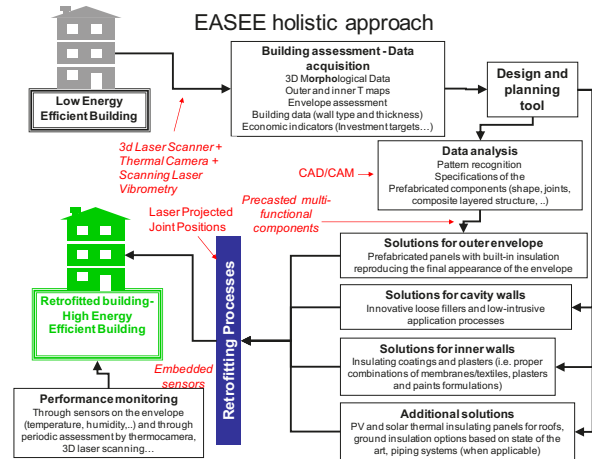 EASEE holistic approach
Low Energy
Efficient Building
Building assessment - Data
acquisition
3D Morphological Data
Outer and inner T maps
Envelope assessment
Building data (wall type and thickness)
Economic indicators (Investment targets…)
Design and
planning
tool
3d Laser Scanner +
Thermal Camera +
Scanning Laser
Vibrometry
CAD/CAM
Data analysis
Pattern recognition
Specifications of the
Prefabricated components (shape, joints,
composite layered structure, ..)
Precasted multi-
functional
components
Laser Projected
Joint Positions
Retrofitting Processes
Solutions for outer envelope
Prefabricated panels with built-in insulation
reproducing the final appearance of the envelope
Solutions for cavity walls
Innovative loose fillers and low-intrusive
application processes
Solutions for inner walls
Insulating coatings and plasters (i.e. proper
combinations of membranes/textiles, plasters
and paints formulations)
Additional solutions
PV and solar thermal insulating panels for roofs,
ground insulation options based on state of the
art, piping systems (when applicable)
Retrofitted building-
High Energy
Efficient Building
Embedded
sensors
Performance monitoring
Through sensors on the envelope
(temperature, humidity,..) and through
periodic assessment by thermocamera,
3D laser scanning…